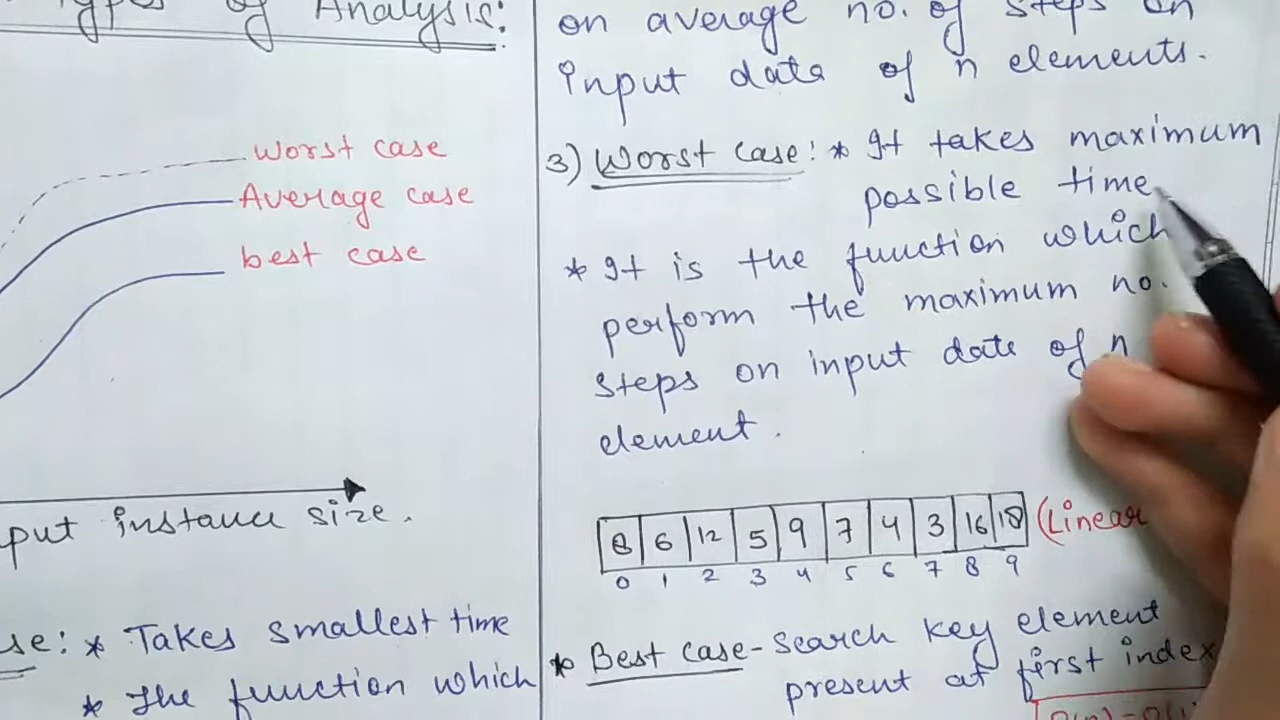 Types of Analysis:
worst case
Average case
best case
input instance size.
se: * Takes smallest time
* The function which
on average no. of steps on
input data of n elements.
3) Worst Case: * It takes maximum
possible time
* It is the function which
perform the maximum no.
steps on input data of n
element.
8 6 12 5 9 7 4 3 16 18 (Linear
0 1 2 3 4 5 6 7 8 9
* Best case - search key element
present at first index